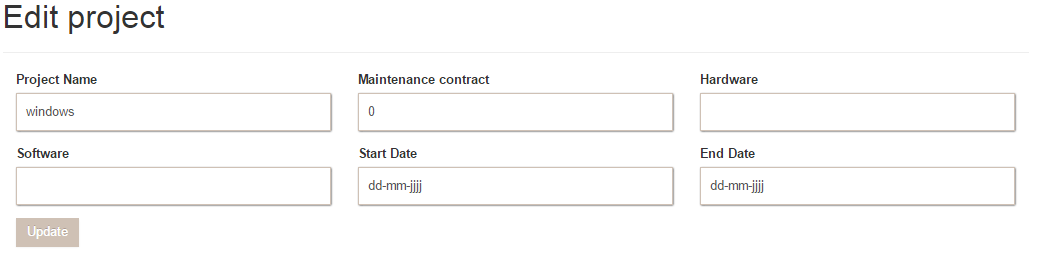 Edit project
Project Name Maintenance contract Hardware
windows 0
Software Start Date End Date
dd-mm-jjjj dd-mm-jjjj
Update